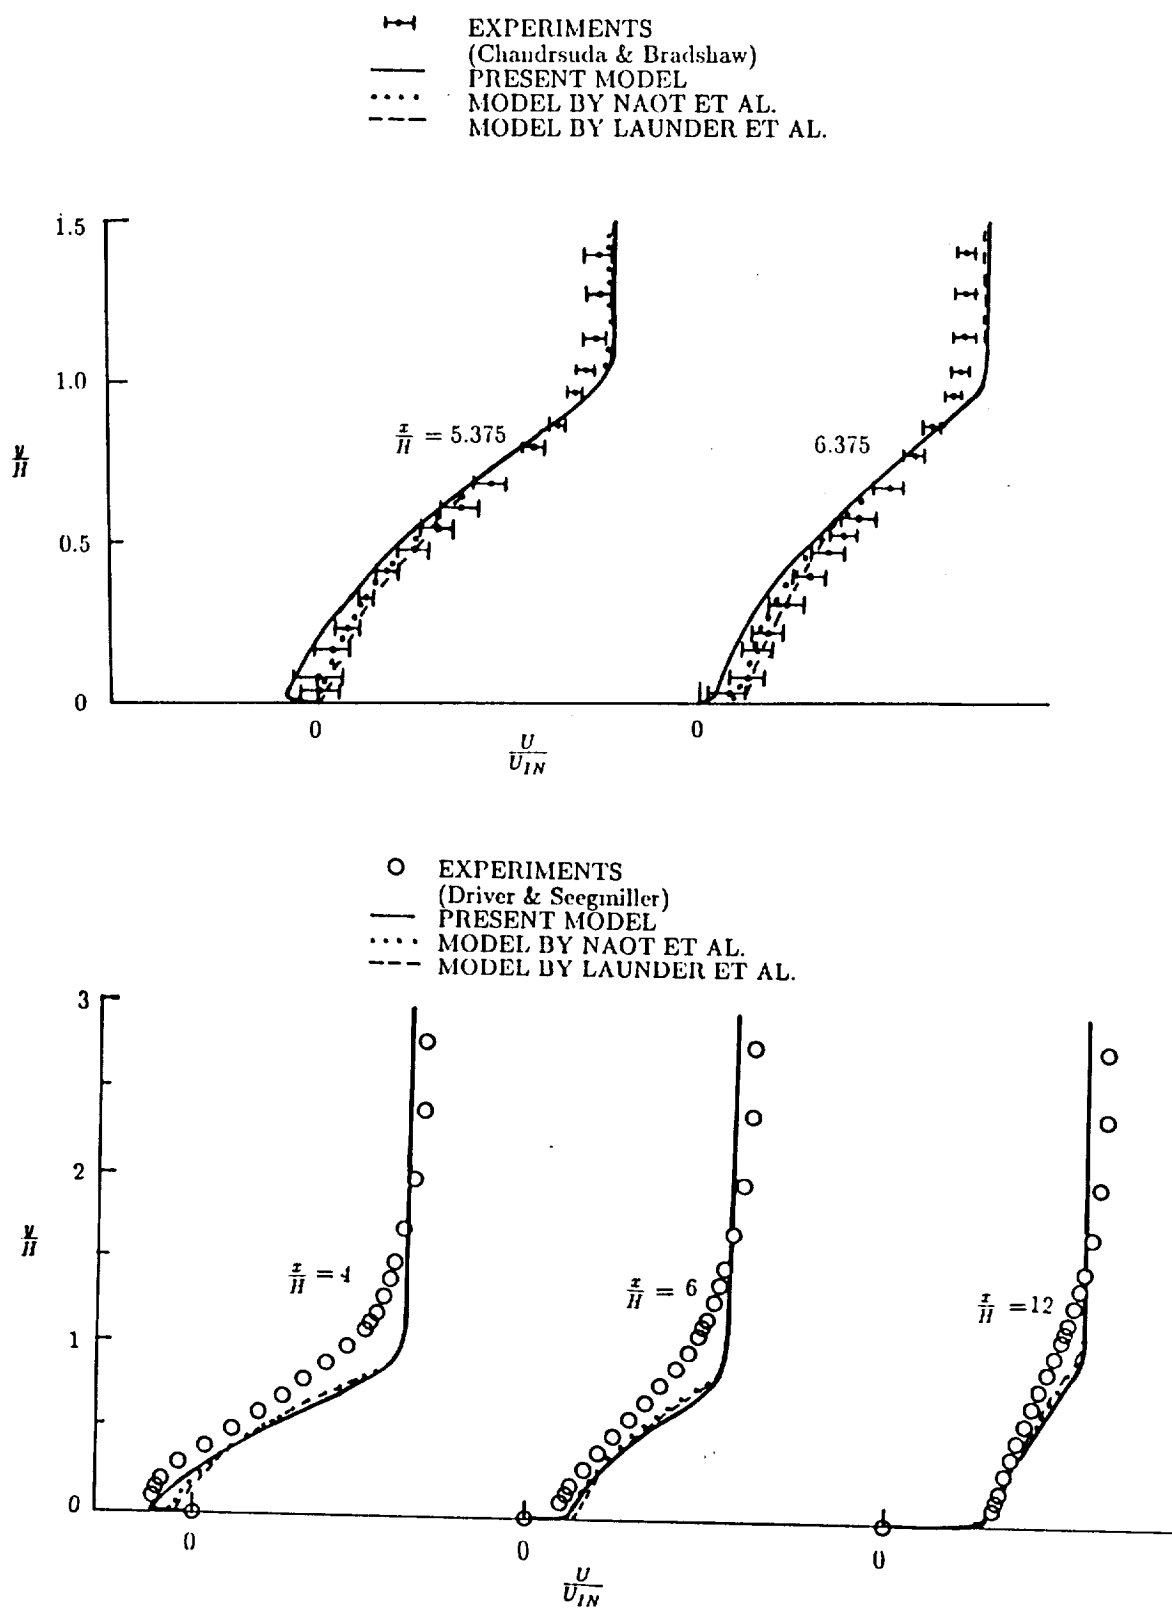 EXPERIMENTS
(Chandrsuda & Bradshaw)
PRESENT MODEL
MODEL BY NAOT ET AL.
MODEL BY LAUNDER ET AL.
1.5
1.0
y/H
x/H = 5.375
6.375
0.5
0
0
0
U/U_IN
EXPERIMENTS
(Driver & Seegmiller)
PRESENT MODEL
MODEL BY NAOT ET AL.
MODEL BY LAUNDER ET AL.
3
2
y/H
x/H = 4
x/H = 6
x/H = 12
1
0
0
0
0
U/U_IN